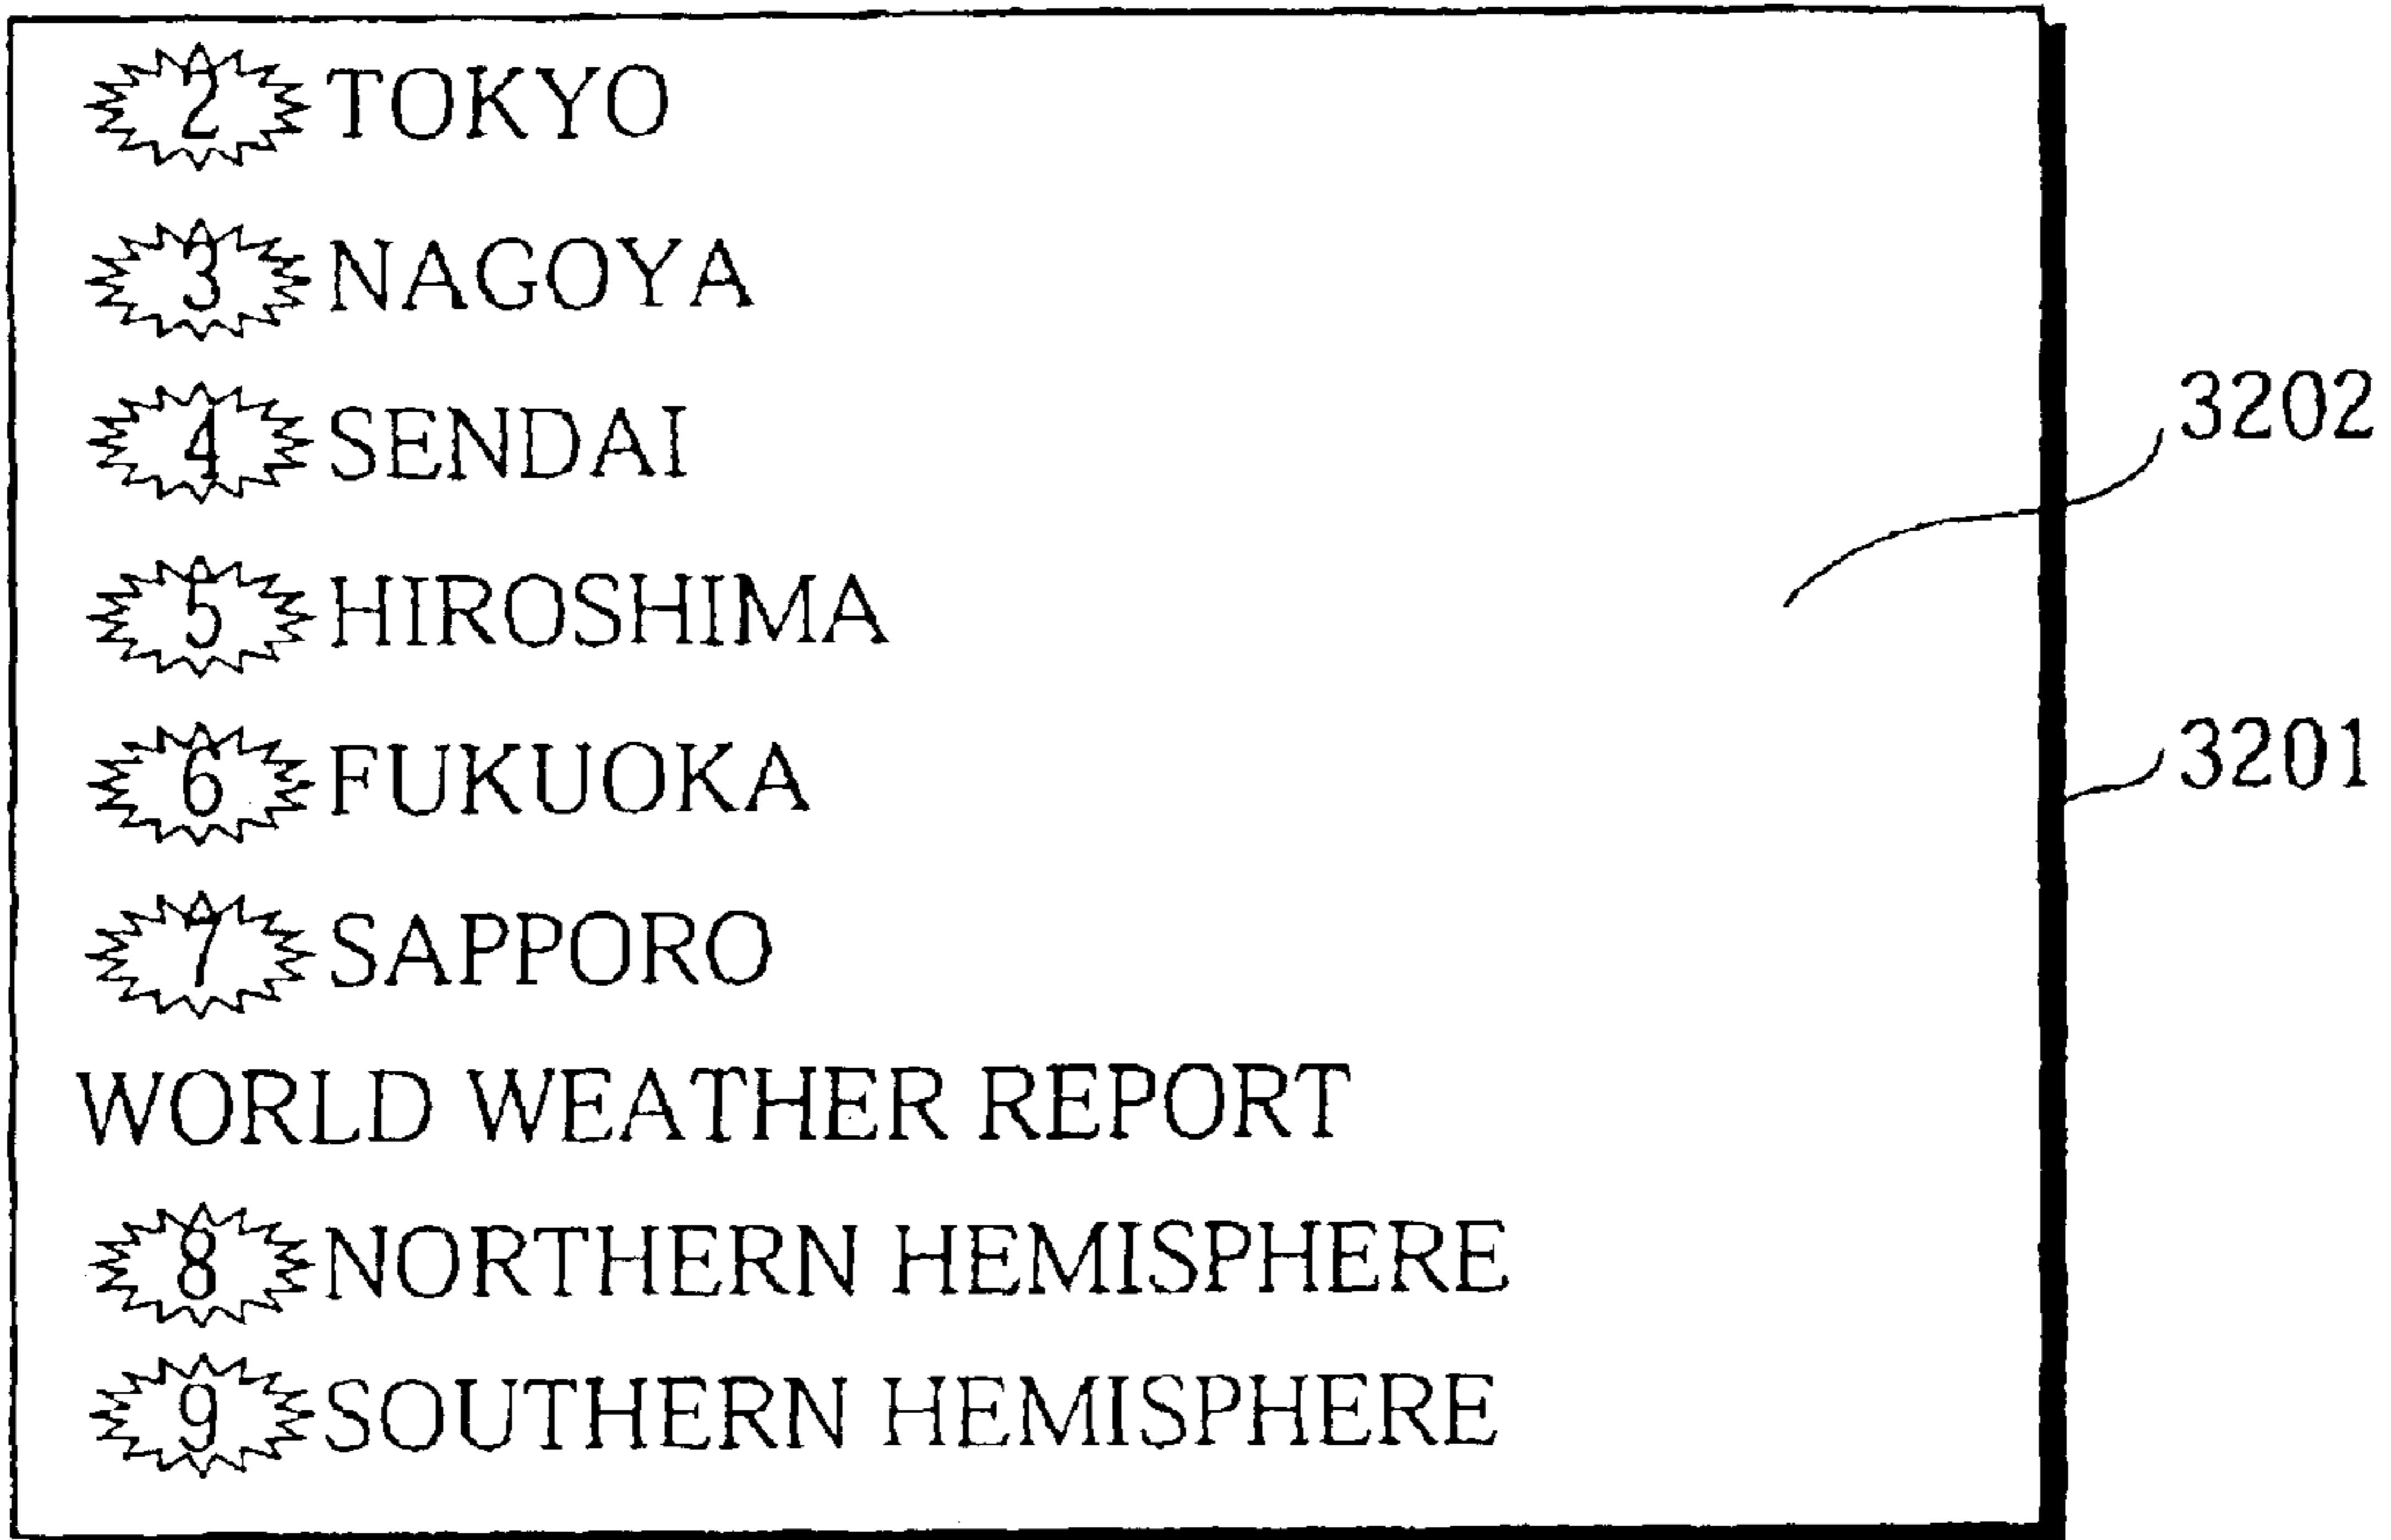 2 TOKYO
3 NAGOYA
4 SENDAI
3202
5 HIROSHIMA
6 FUKUOKA
3201
7 SAPPORO
WORLD WEATHER REPORT
8 NORTHERN HEMISPHERE
9 SOUTHERN HEMISPHERE